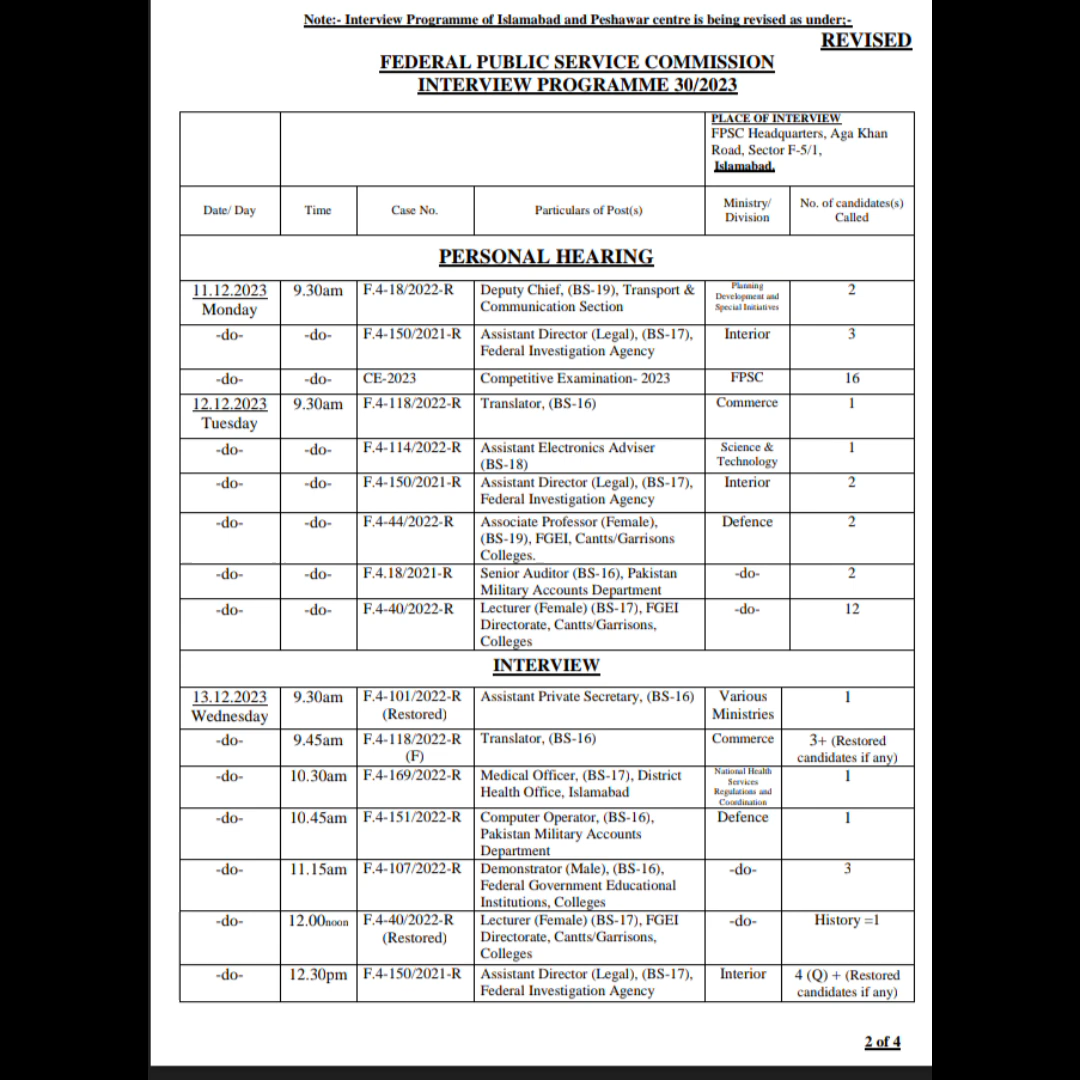 Note:- Interview Programme of Islamabad and Peshawar centre is being revised as under:-
REVISED
FEDERAL PUBLIC SERVICE COMMISSION
INTERVIEW PROGRAMME 30/2023
PLACE OF INTERVIEW
FPSC Headquarters, Aga Khan
Road, Sector F-5/1,
Islamabad.
Date/ Day Time Case No. Particulars of Post(s) Ministry/ No. of candidates(s)
Division Called
PERSONAL HEARING
11.12.2023 9.30am F.4-18/2022-R Deputy Chief, (BS-19), Transport & Planning 2
Monday Communication Section Development and
Special Initiatives
-do- -do- F.4-150/2021-R Assistant Director (Legal), (BS-17), Interior 3
Federal Investigation Agency
-do- -do- CE-2023 Competitive Examination- 2023 FPSC 16
12.12.2023 9.30am F.4-118/2022-R Translator, (BS-16) Commerce 1
Tuesday
-do- -do- F.4-114/2022-R Assistant Electronics Adviser Science & 1
(BS-18) Technology
-do- -do- F.4-150/2021-R Assistant Director (Legal), (BS-17), Interior 2
Federal Investigation Agency
-do- -do- F.4-44/2022-R Associate Professor (Female), Defence 2
(BS-19), FGEI, Cantts/Garrisons
Colleges.
-do- -do- F.4.18/2021-R Senior Auditor (BS-16), Pakistan -do- 2
Military Accounts Department
-do- -do- F.4-40/2022-R Lecturer (Female) (BS-17), FGEI -do- 12
Directorate, Cantts/Garrisons,
Colleges
INTERVIEW
13.12.2023 9.30am F.4-101/2022-R Assistant Private Secretary, (BS-16) Various 1
Wednesday (Restored) Ministries
-do- 9.45am F.4-118/2022-R Translator, (BS-16) Commerce 3+ (Restored
(F) candidates if any)
-do- 10.30am F.4-169/2022-R Medical Officer, (BS-17), District National Health 1
Health Office, Islamabad Services
Regulations and
Coordination
-do- 10.45am F.4-151/2022-R Computer Operator, (BS-16), Defence 1
Pakistan Military Accounts
Department
-do- 11.15am F.4-107/2022-R Demonstrator (Male), (BS-16), -do- 3
Federal Government Educational
Institutions, Colleges
-do- 12.00noon F.4-40/2022-R Lecturer (Female) (BS-17), FGEI -do- History =1
(Restored) Directorate, Cantts/Garrisons,
Colleges
-do- 12.30pm F.4-150/2021-R Assistant Director (Legal), (BS-17), Interior 4 (Q) + (Restored
Federal Investigation Agency candidates if any)
2 of 4